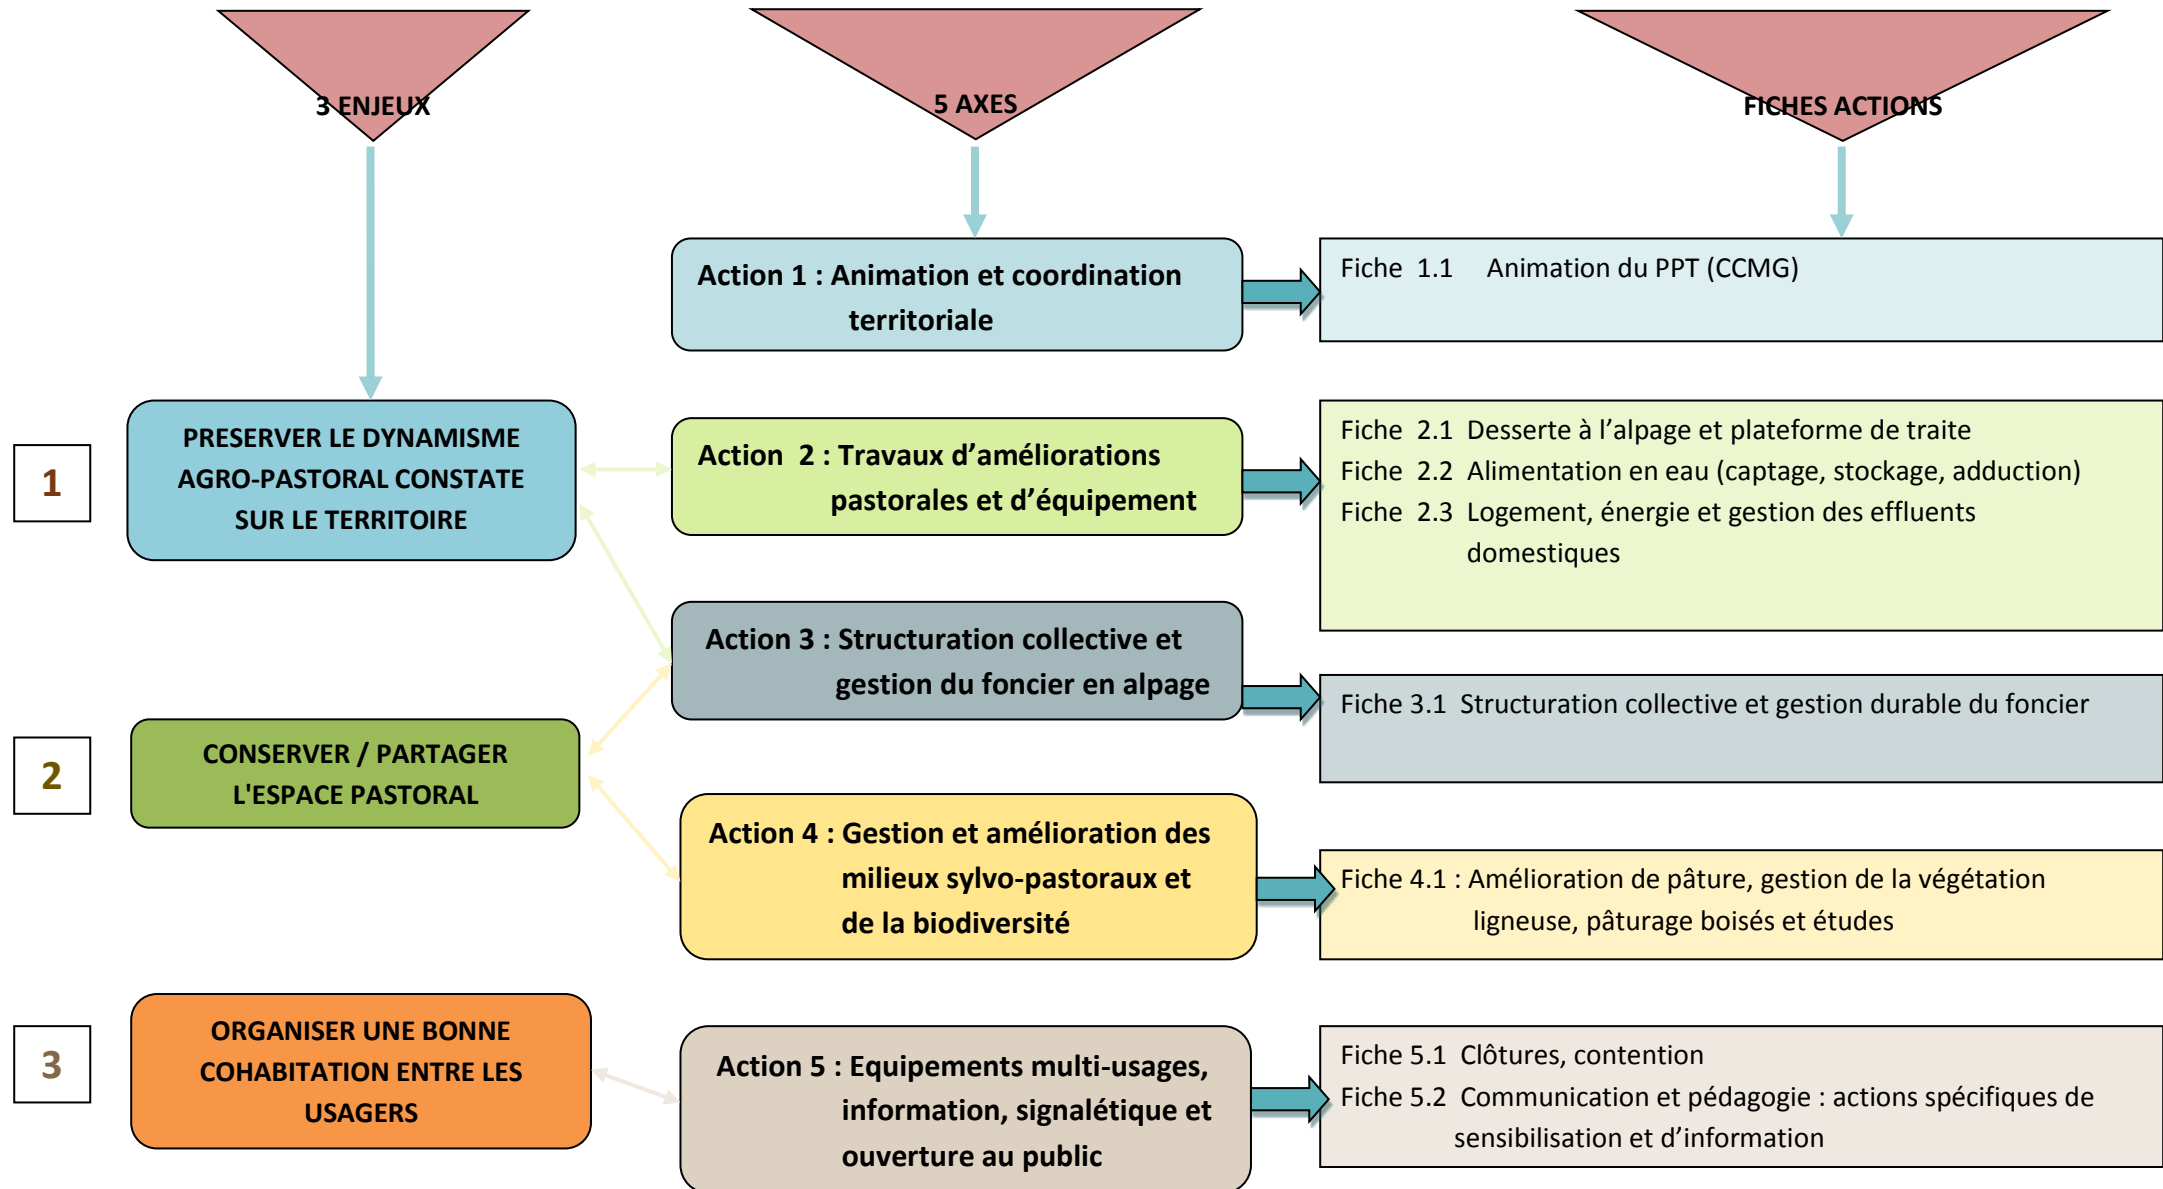 3 ENJEUX
5 AXES
FICHES ACTIONS
Action 1 : Animation et coordination
territoriale
Fiche 1.1 Animation du PPT (CCMG)
1
PRESERVER LE DYNAMISME
AGRO-PASTORAL CONSTATE
SUR LE TERRITOIRE
Action 2 : Travaux d’améliorations
pastorales et d’équipement
Fiche 2.1 Desserte à l’alpage et plateforme de traite
Fiche 2.2 Alimentation en eau (captage, stockage, adduction)
Fiche 2.3 Logement, énergie et gestion des effluents
domestiques
Action 3 : Structuration collective et
gestion du foncier en alpage
Fiche 3.1 Structuration collective et gestion durable du foncier
2
CONSERVER / PARTAGER
L'ESPACE PASTORAL
Action 4 : Gestion et amélioration des
milieux sylvo-pastoraux et
de la biodiversité
Fiche 4.1 : Amélioration de pâture, gestion de la végétation
ligneuse, pâturage boisés et études
3
ORGANISER UNE BONNE
COHABITATION ENTRE LES
USAGERS
Action 5 : Equipements multi-usages,
information, signalétique et
ouverture au public
Fiche 5.1 Clôtures, contention
Fiche 5.2 Communication et pédagogie : actions spécifiques de
sensibilisation et d’information